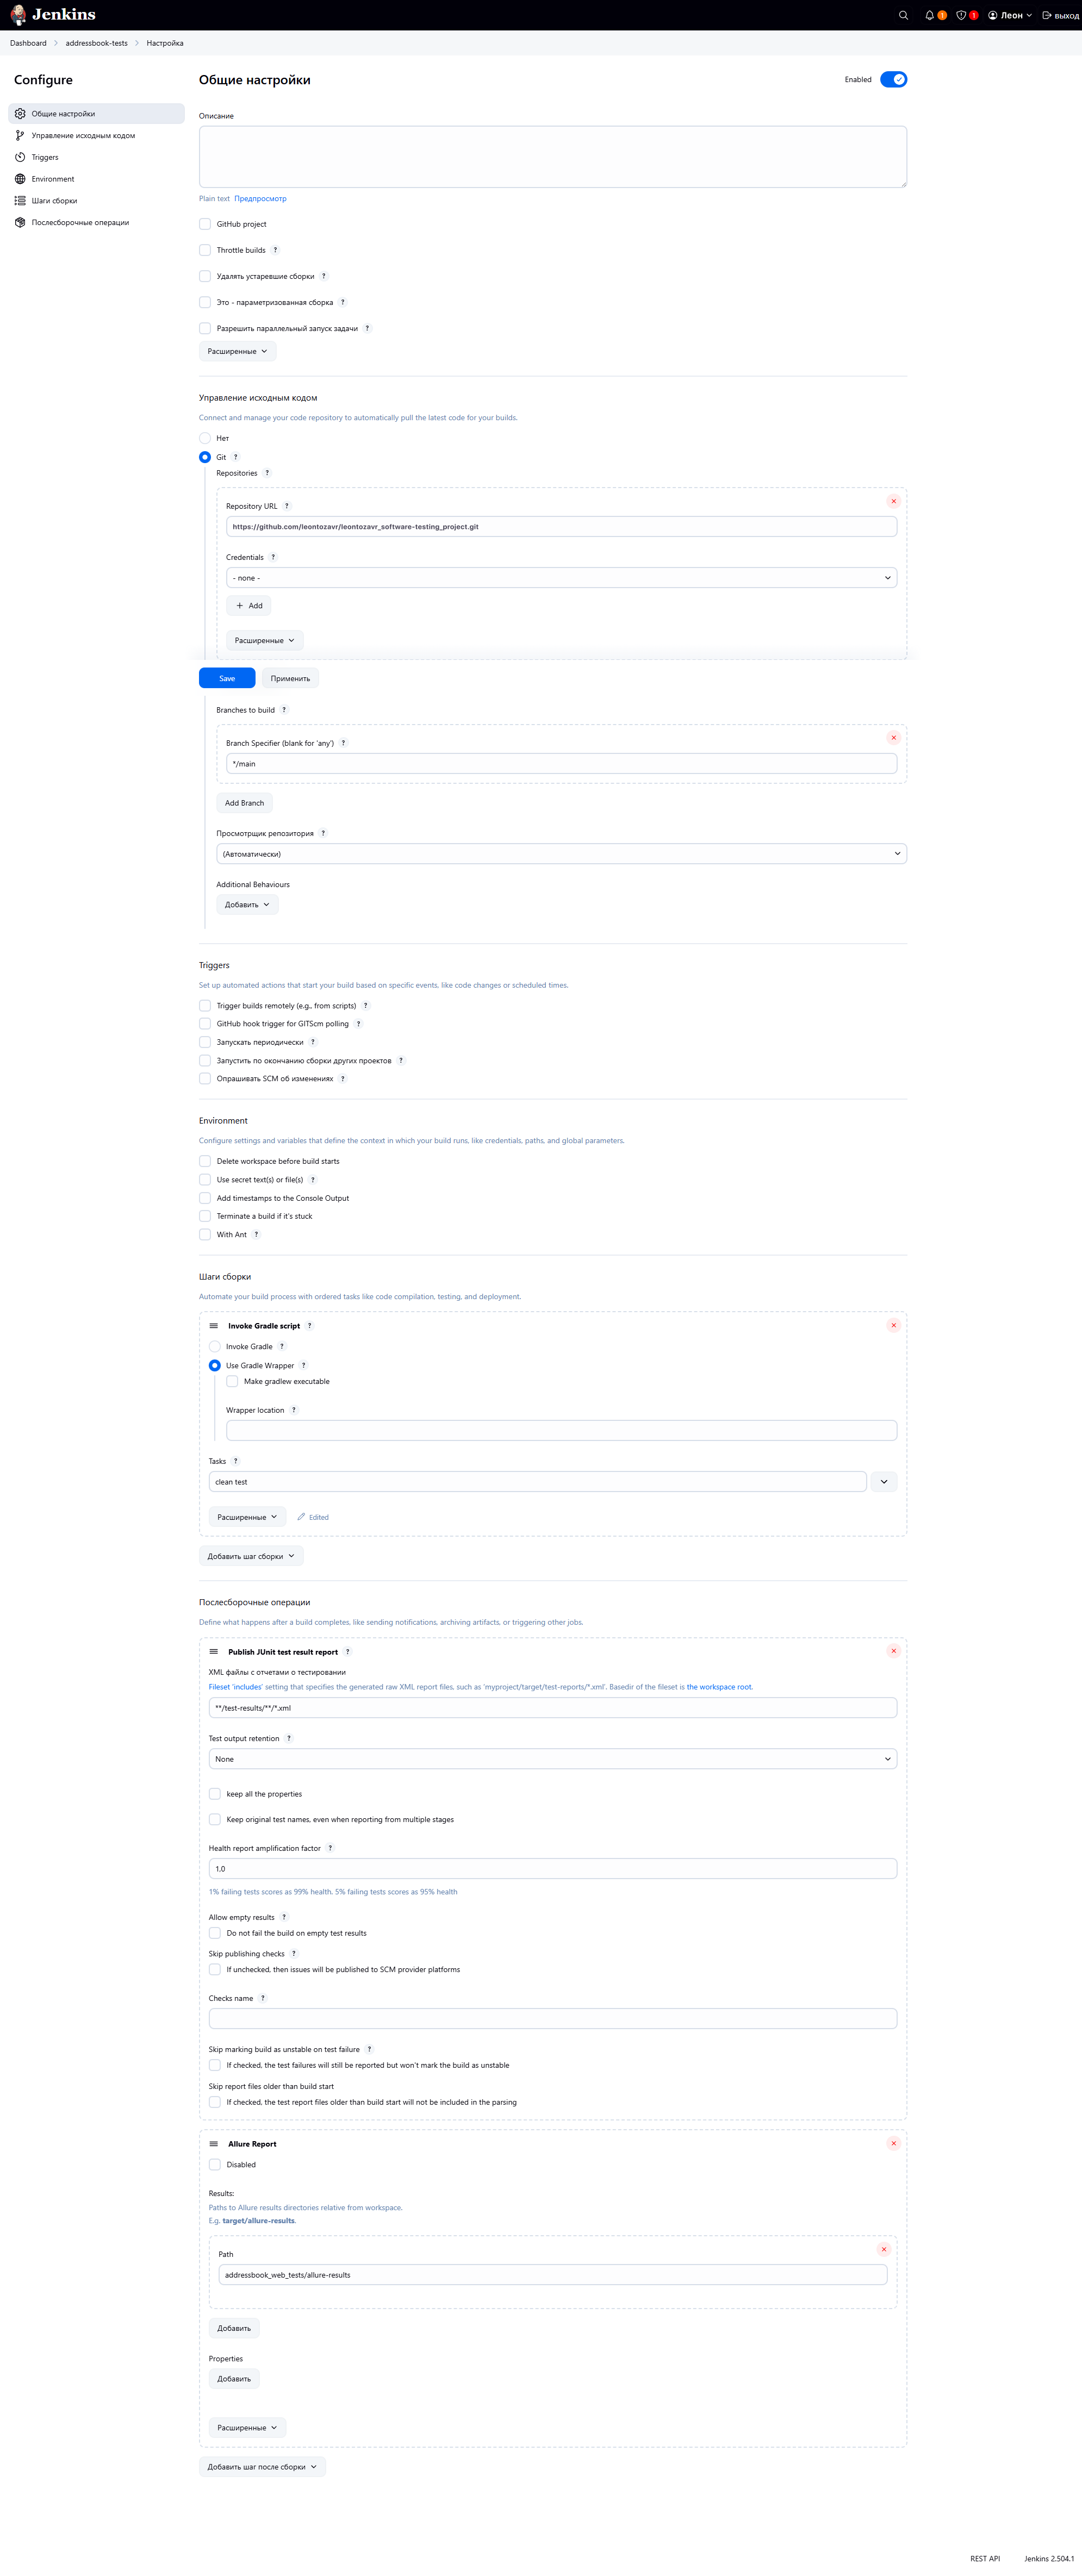 Jenkins
1
1
Леон
выход
Dashboard
addressbook-tests
Настройка
Configure
Общие настройки
Управление исходным кодом
Triggers
Environment
Шаги сборки
Послесборочные операции
Общие настройки
Enabled
Описание
Plain text Предпросмотр
GitHub project
Throttle builds ?
Удалять устаревшие сборки ?
Это - параметризованная сборка ?
Разрешить параллельный запуск задачи ?
Расширенные
Управление исходным кодом
Connect and manage your code repository to automatically pull the latest code for your builds.
Нет
Git ?
Repositories ?
Repository URL ?
https://github.com/leontozavr/leontozavr_software-testing_project.git
Credentials ?
- none -
+ Add
Расширенные
Save
Применить
Branches to build ?
Branch Specifier (blank for 'any') ?
*/main
Add Branch
Просмотрщик репозитория ?
(Автоматически)
Additional Behaviours
Добавить
Triggers
Set up automated actions that start your build based on specific events, like code changes or scheduled times.
Trigger builds remotely (e.g., from scripts) ?
GitHub hook trigger for GITScm polling ?
Запускать периодически ?
Запустить по окончанию сборки других проектов ?
Опрашивать SCM об изменениях ?
Environment
Configure settings and variables that define the context in which your build runs, like credentials, paths, and global parameters.
Delete workspace before build starts
Use secret text(s) or file(s) ?
Add timestamps to the Console Output
Terminate a build if it's stuck
With Ant ?
Шаги сборки
Automate your build process with ordered tasks like code compilation, testing, and deployment.
Invoke Gradle script ?
Invoke Gradle ?
Use Gradle Wrapper ?
Make gradlew executable
Wrapper location ?
Tasks ?
clean test
Расширенные
Edited
Добавить шаг сборки
Послесборочные операции
Define what happens after a build completes, like sending notifications, archiving artifacts, or triggering other jobs.
Publish JUnit test result report ?
XML файлы с отчетами о тестировании
Fileset 'includes' setting that specifies the generated raw XML report files, such as 'myproject/target/test-reports/*.xml'. Basedir of the fileset is the workspace root.
**/test-results/**/*.xml
Test output retention ?
None
keep all the properties
Keep original test names, even when reporting from multiple stages
Health report amplification factor ?
1.0
1% failing tests scores as 99% health. 5% failing tests scores as 95% health
Allow empty results ?
Do not fail the build on empty test results
Skip publishing checks ?
If unchecked, then issues will be published to SCM provider platforms
Checks name ?
Skip marking build as unstable on test failure ?
If checked, the test failures will still be reported but won't mark the build as unstable
Skip report files older than build start
If checked, the test report files older than build start will not be included in the parsing
Allure Report
Disabled
Results:
Paths to Allure results directories relative from workspace.
E.g. target/allure-results.
Path
addressbook_web_tests/allure-results
Добавить
Properties
Добавить
Расширенные
Добавить шаг после сборки
REST API
Jenkins 2.504.1